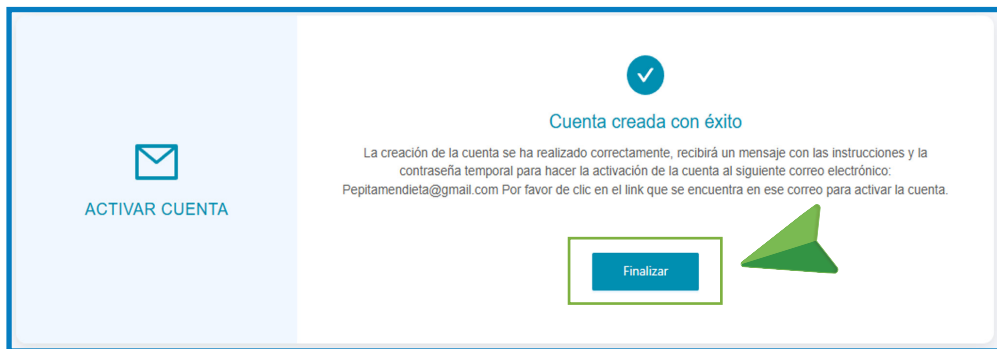 ACTIVAR CUENTA
Cuenta creada con éxito
La creación de la cuenta se ha realizado correctamente, recibirá un mensaje con las instrucciones y la
contraseña temporal para hacer la activación de la cuenta al siguiente correo electrónico:
Pepitamendieta@gmail.com Por favor de clic en el link que se encuentra en ese correo para activar la cuenta.
Finalizar